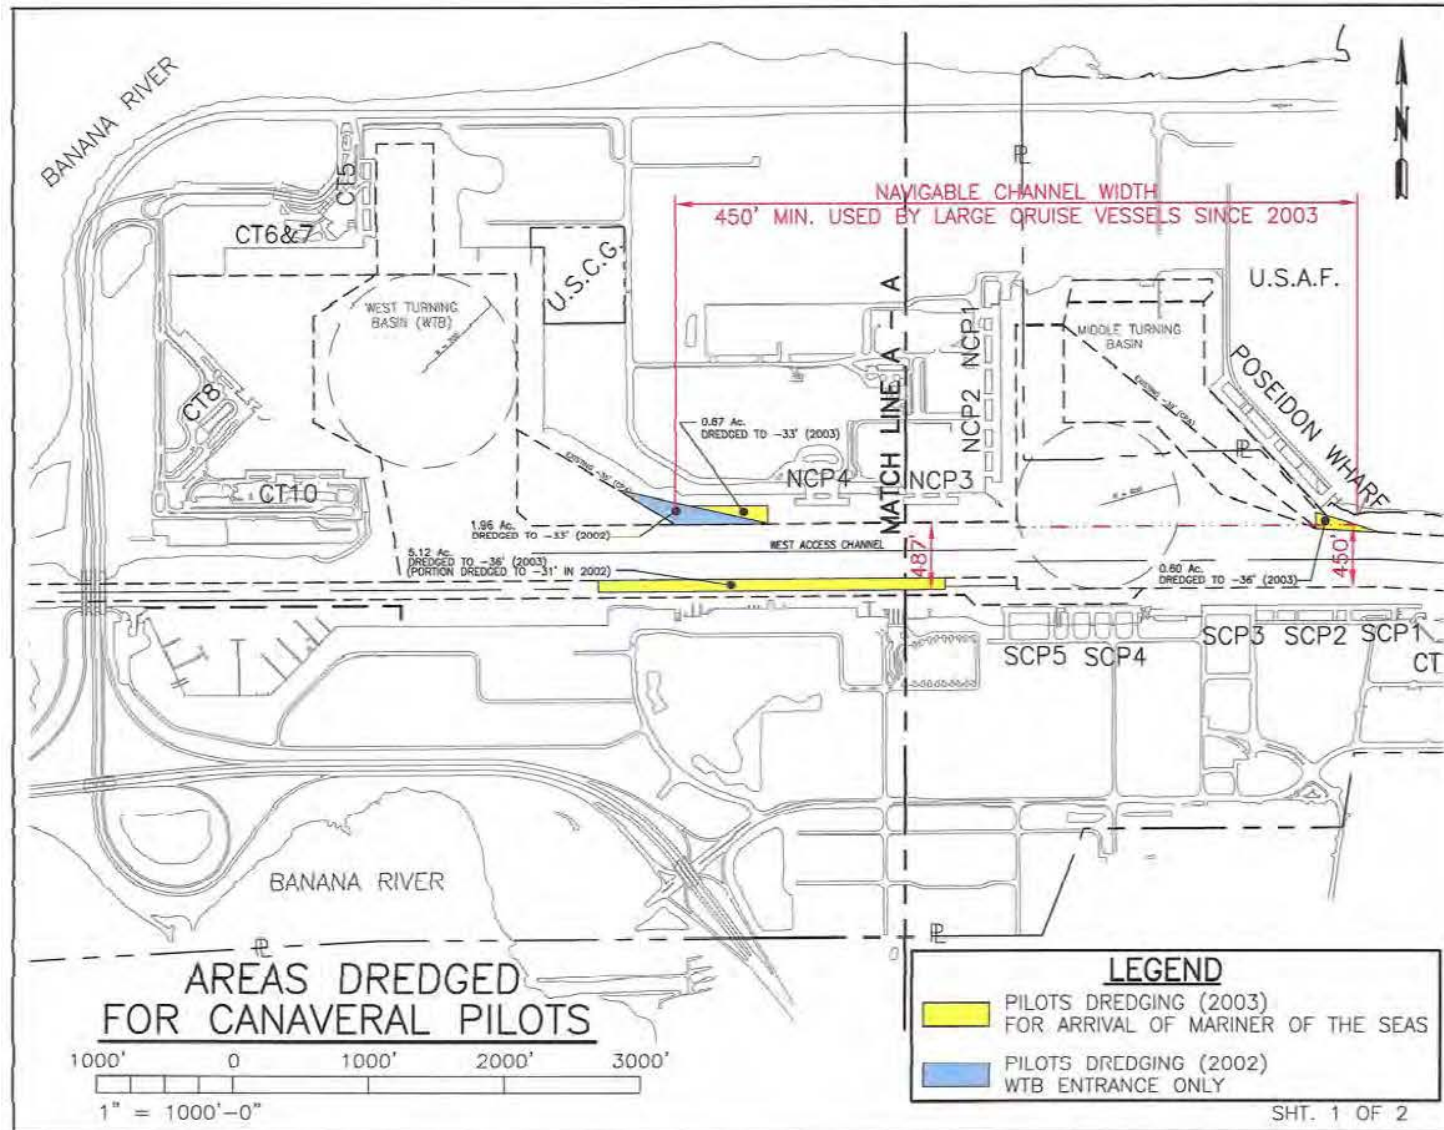 BANANA RIVER
N
CT5
CT6&7
U.S.C.G.
NAVIGABLE CHANNEL WIDTH
450' MIN. USED BY LARGE CRUISE VESSELS SINCE 2003
U.S.A.F.
WEST TURNING
BASIN (WTB)
MATCH LINE A-A
NCP1
NCP2
MIDDLE TURNING
BASIN
POSEIDON WHARF
CT8
CT10
0.87 Ac.
DREDGED TO -33' (2003)
NCP4
NCP3
1.96 Ac.
DREDGED TO -33' (2002)
5.12 Ac.
DREDGED TO -36' (2003)
(PORTION DREDGED TO -31' IN 2002)
WEST ACCESS CHANNEL
487'
450'
0.60 Ac.
DREDGED TO -36' (2003)
SCP5
SCP4
SCP3
SCP2
SCP1
CT
BANANA RIVER
AREAS DREDGED
FOR CANAVERAL PILOTS
1000' 0 1000' 2000' 3000'
1" = 1000'-0"
LEGEND
PILOTS DREDGING (2003)
FOR ARRIVAL OF MARINER OF THE SEAS
PILOTS DREDGING (2002)
WTB ENTRANCE ONLY
SHT. 1 OF 2